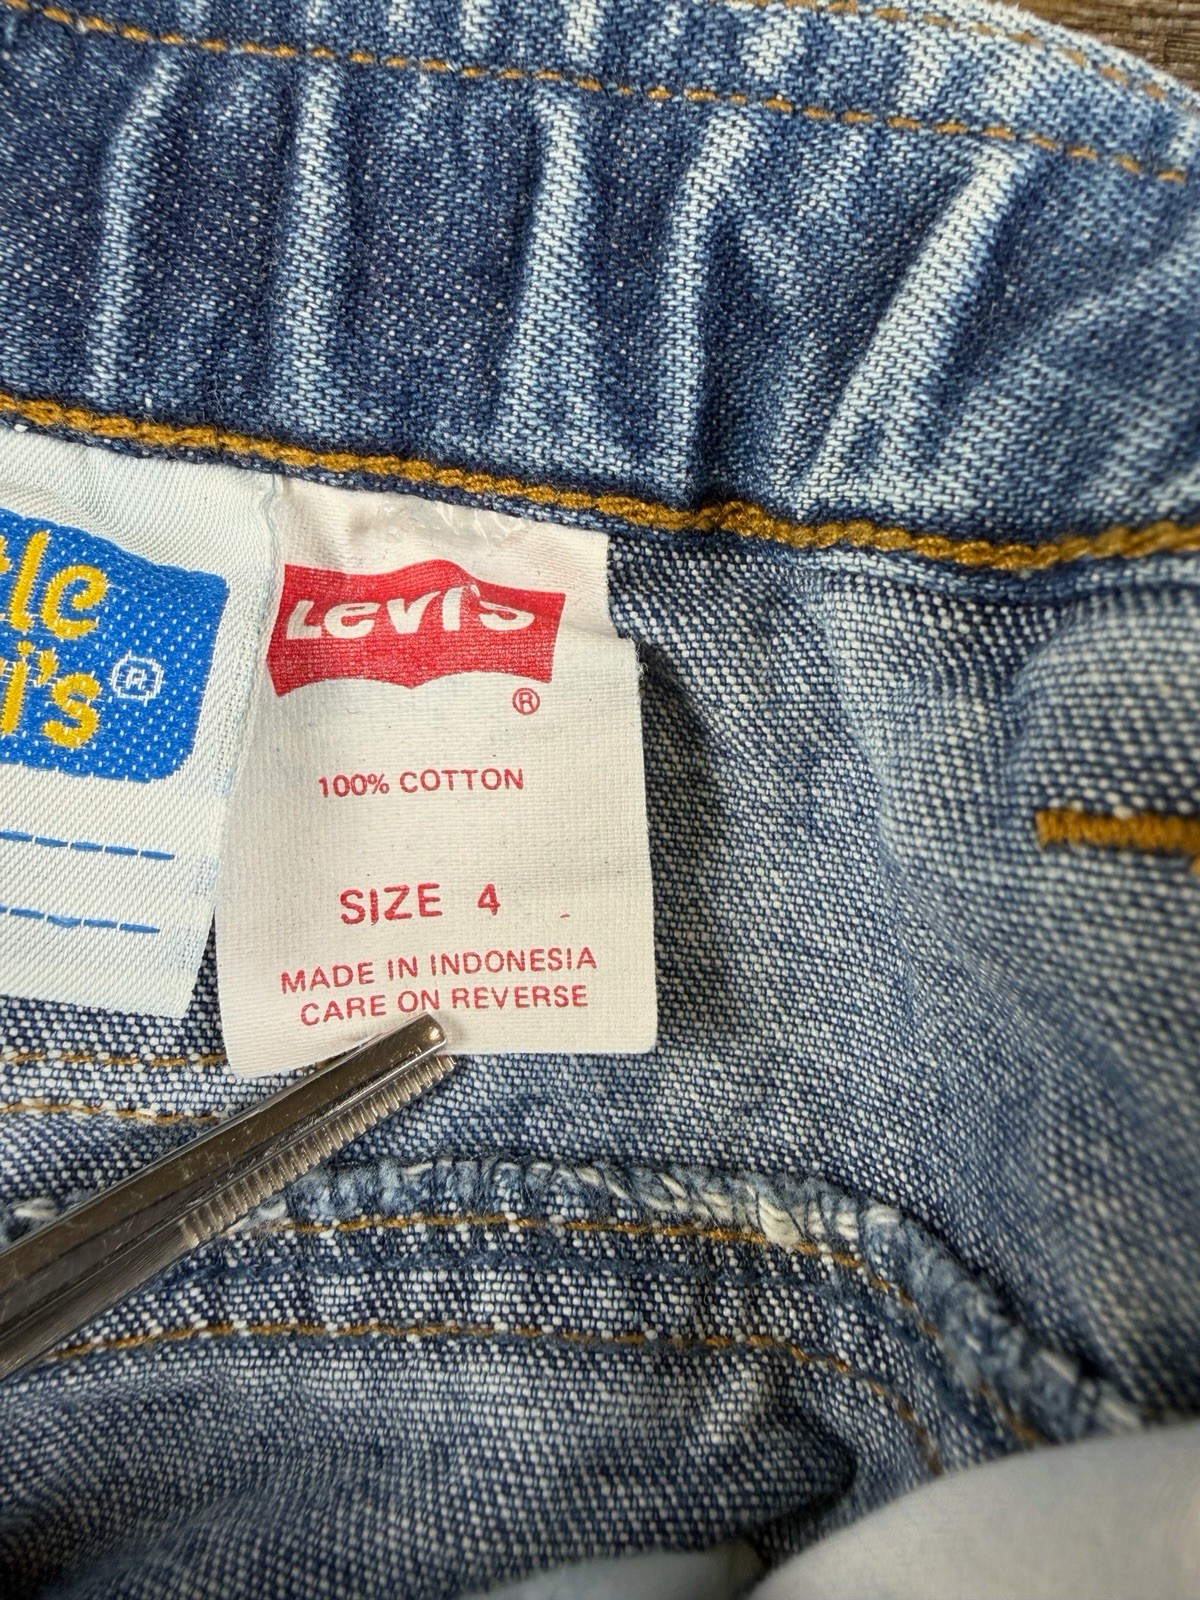 Levi's
®
100% COTTON
SIZE 4
MADE IN INDONESIA
CARE ON REVERSE
®